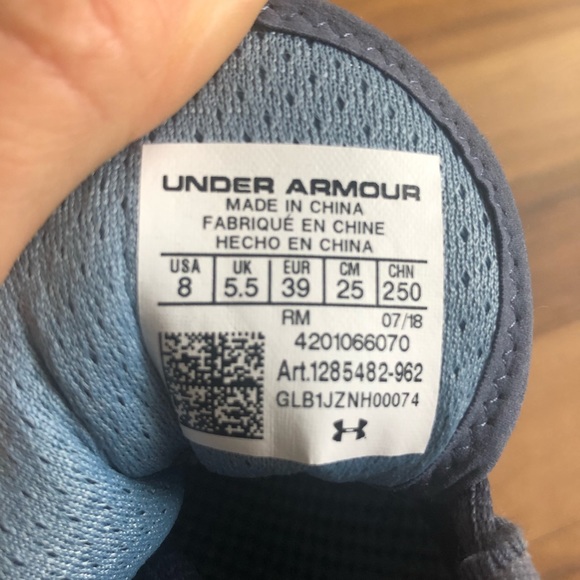 UNDER ARMOUR
MADE IN CHINA
FABRIQUÉ EN CHINE
HECHO EN CHINA
USA UK EUR CM CHN
8 5.5 39 25 250
RM 07/18
4201066070
Art.1285482-962
GLB1JZNH00074